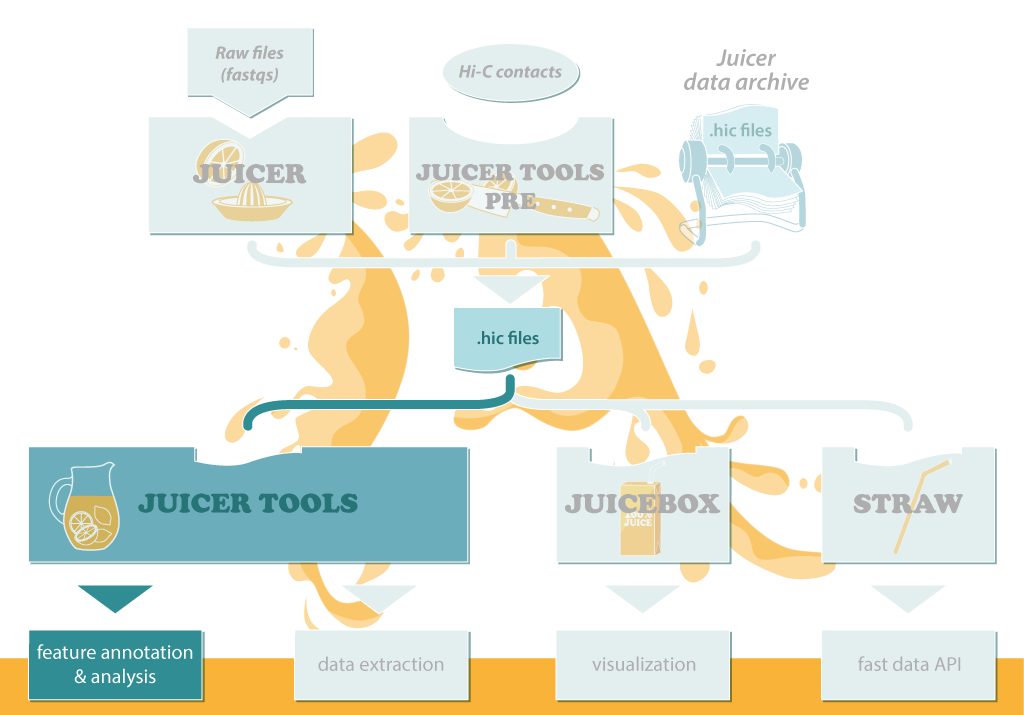 Raw files
(fastqs)
Hi-C contacts
Juicer
data archive
.hic files
JUICER
JUICER TOOLS
PRE
.hic files
JUICER TOOLS
JUICEBOX
100%
JUICE
STRAW
feature annotation
& analysis
data extraction
visualization
fast data API